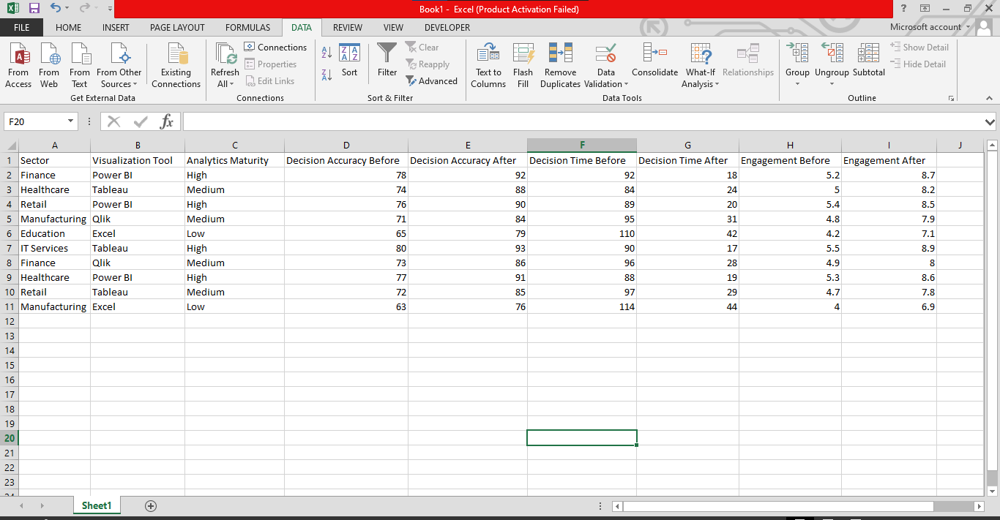 Book1 - Excel (Product Activation Failed)
?
FILE HOME INSERT PAGE LAYOUT FORMULAS DATA REVIEW VIEW DEVELOPER Microsoft account
From Access From Web From Text From Other Sources Existing Connections
Get External Data
Refresh All Connections Properties Edit Links
Connections
Sort Filter Clear Reapply Advanced
Sort & Filter
Text to Columns Flash Fill Remove Duplicates Data Validation Consolidate What-If Analysis Relationships
Data Tools
Group Ungroup Subtotal Show Detail Hide Detail
Outline
F20 fx
A B C D E F G H I J
1 Sector Visualization Tool Analytics Maturity Decision Accuracy Before Decision Accuracy After Decision Time Before Decision Time After Engagement Before Engagement After
2 Finance Power BI High 78 92 92 18 5.2 8.7
3 Healthcare Tableau Medium 74 88 84 24 5 8.2
4 Retail Power BI High 76 90 89 20 5.4 8.5
5 Manufacturing Qlik Medium 71 84 95 31 4.8 7.9
6 Education Excel Low 65 79 110 42 4.2 7.1
7 IT Services Tableau High 80 93 90 17 5.5 8.9
8 Finance Qlik Medium 73 86 96 28 4.9 8
9 Healthcare Power BI High 77 91 88 19 5.3 8.6
10 Retail Tableau Medium 72 85 97 29 4.7 7.8
11 Manufacturing Excel Low 63 76 114 44 4 6.9
12
13
14
15
16
17
18
19
20
21
22
23
Sheet1